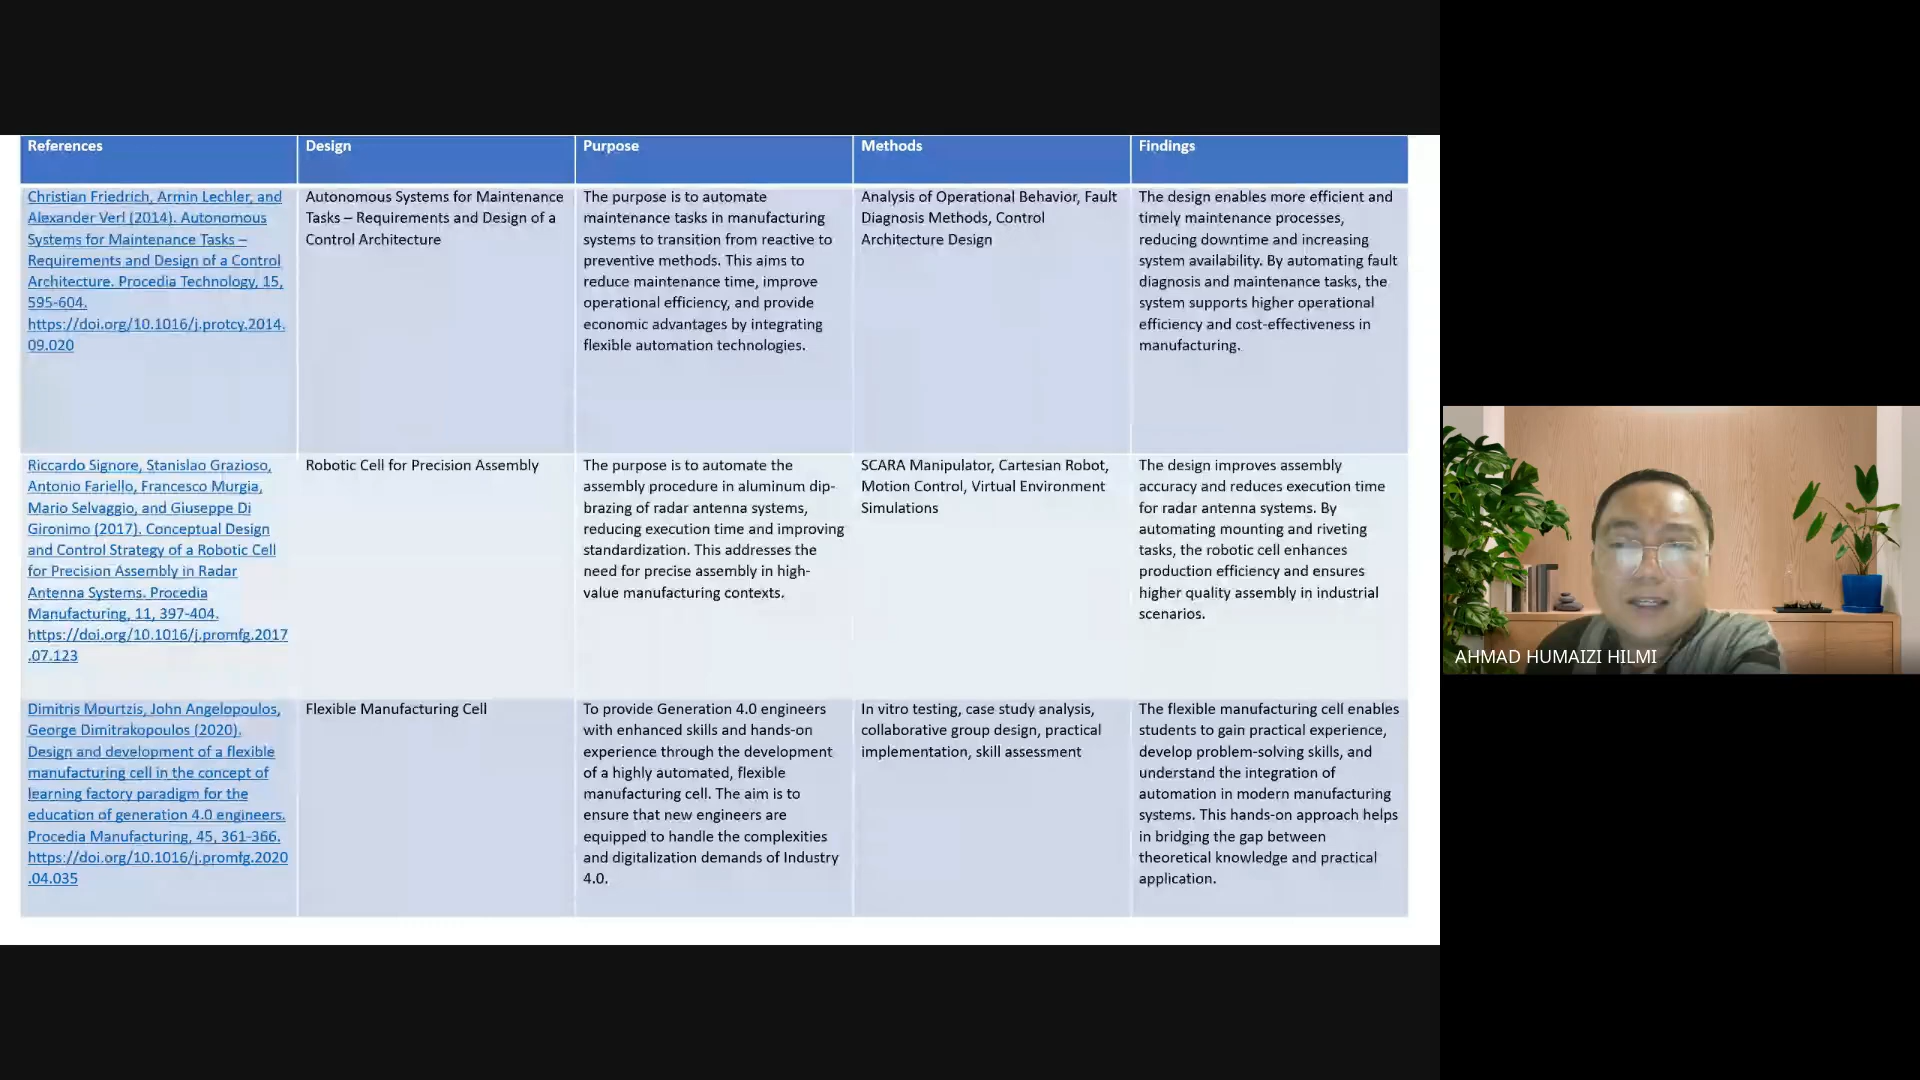 References
Design
Purpose
Methods
Findings
Christian Friedrich, Armin Lechler, and
Alexander Verl (2014). Autonomous
Systems for Maintenance Tasks –
Requirements and Design of a Control
Architecture. Procedia Technology, 15,
595-604.
https://doi.org/10.1016/j.protcy.2014.
09.020
Autonomous Systems for Maintenance
Tasks – Requirements and Design of a
Control Architecture
The purpose is to automate
maintenance tasks in manufacturing
systems to transition from reactive to
preventive methods. This aims to
reduce maintenance time, improve
operational efficiency, and provide
economic advantages by integrating
flexible automation technologies.
Analysis of Operational Behavior, Fault
Diagnosis Methods, Control
Architecture Design
The design enables more efficient and
timely maintenance processes,
reducing downtime and increasing
system availability. By automating fault
diagnosis and maintenance tasks, the
system supports higher operational
efficiency and cost-effectiveness in
manufacturing.
Riccardo Signore, Stanislao Grazioso,
Antonio Fariello, Francesco Murgia,
Mario Selvaggio, and Giuseppe Di
Gironimo (2017). Conceptual Design
and Control Strategy of a Robotic Cell
for Precision Assembly in Radar
Antenna Systems. Procedia
Manufacturing, 11, 397-404.
https://doi.org/10.1016/j.promfg.2017
.07.123
Robotic Cell for Precision Assembly
The purpose is to automate the
assembly procedure in aluminum dip-
brazing of radar antenna systems,
reducing execution time and improving
standardization. This addresses the
need for precise assembly in high-
value manufacturing contexts.
SCARA Manipulator, Cartesian Robot,
Motion Control, Virtual Environment
Simulations
The design improves assembly
accuracy and reduces execution time
for radar antenna systems. By
automating mounting and riveting
tasks, the robotic cell enhances
production efficiency and ensures
higher quality assembly in industrial
scenarios.
Dimitris Mourtzis, John Angelopoulos,
George Dimitrakopoulos (2020).
Design and development of a flexible
manufacturing cell in the concept of
learning factory paradigm for the
education of generation 4.0 engineers.
Procedia Manufacturing, 45, 361-366.
https://doi.org/10.1016/j.promfg.2020
.04.035
Flexible Manufacturing Cell
To provide Generation 4.0 engineers
with enhanced skills and hands-on
experience through the development
of a highly automated, flexible
manufacturing cell. The aim is to
ensure that new engineers are
equipped to handle the complexities
and digitalization demands of Industry
4.0.
In vitro testing, case study analysis,
collaborative group design, practical
implementation, skill assessment
The flexible manufacturing cell enables
students to gain practical experience,
develop problem-solving skills, and
understand the integration of
automation in modern manufacturing
systems. This hands-on approach helps
in bridging the gap between
theoretical knowledge and practical
application.
AHMAD HUMAIZI HILMI